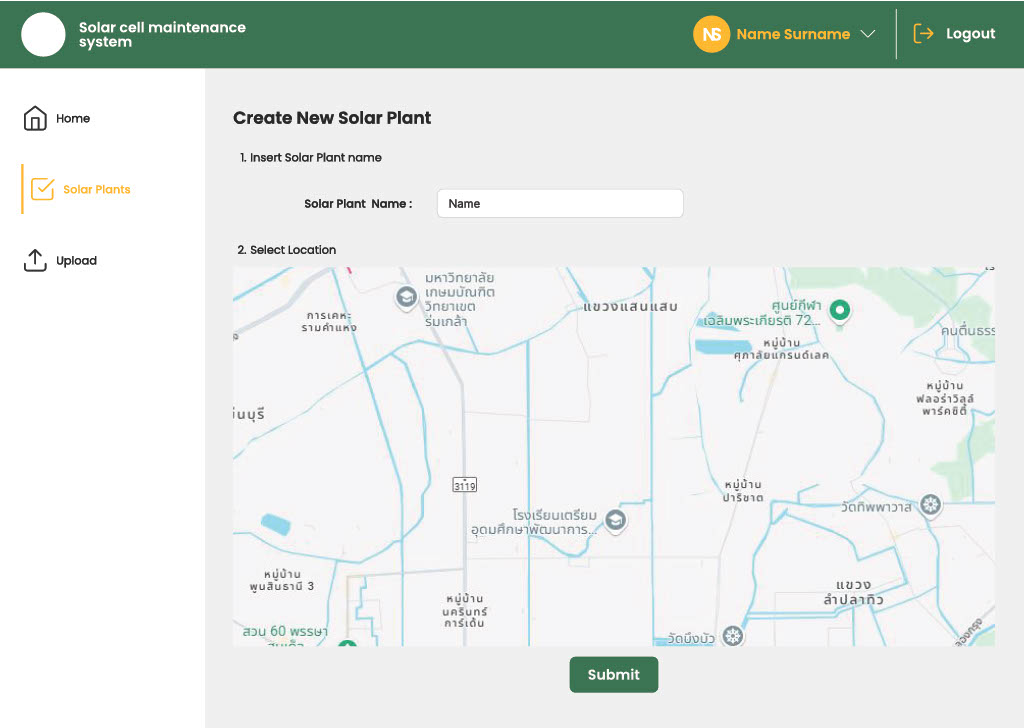 Solar cell maintenance
system
NS
Name Surname
Logout
Home
Solar Plants
Upload
Create New Solar Plant
1. Insert Solar Plant name
Solar Plant Name :
Name
2. Select Location
มหาวิทยาลัย
เกษมบัณฑิต
วิทยาเขต
ร่มเกล้า
การเคหะ
รามคำแหง
แขวงแสนแสบ
ศูนย์กีฬา
เฉลิมพระเกียรติ 72...
หมู่บ้าน
ศุภาลัยแกรนด์เลค
คนตื่นธรร
หมู่บ้าน
ฟลอร่าวิลล์
พาร์คซิตี้
นบุรี
3119
หมู่บ้าน
ปาริชาต
โรงเรียนเตรียม
อุดมศึกษาพัฒนาการ...
วัดทิพพาวาส
หมู่บ้าน
พูนสินธานี 3
หมู่บ้าน
นครินทร์
การ์เด้น
แขวง
ลำปลาทิว
สวน 60 พรรษา
วัดบึงบัว
Submit